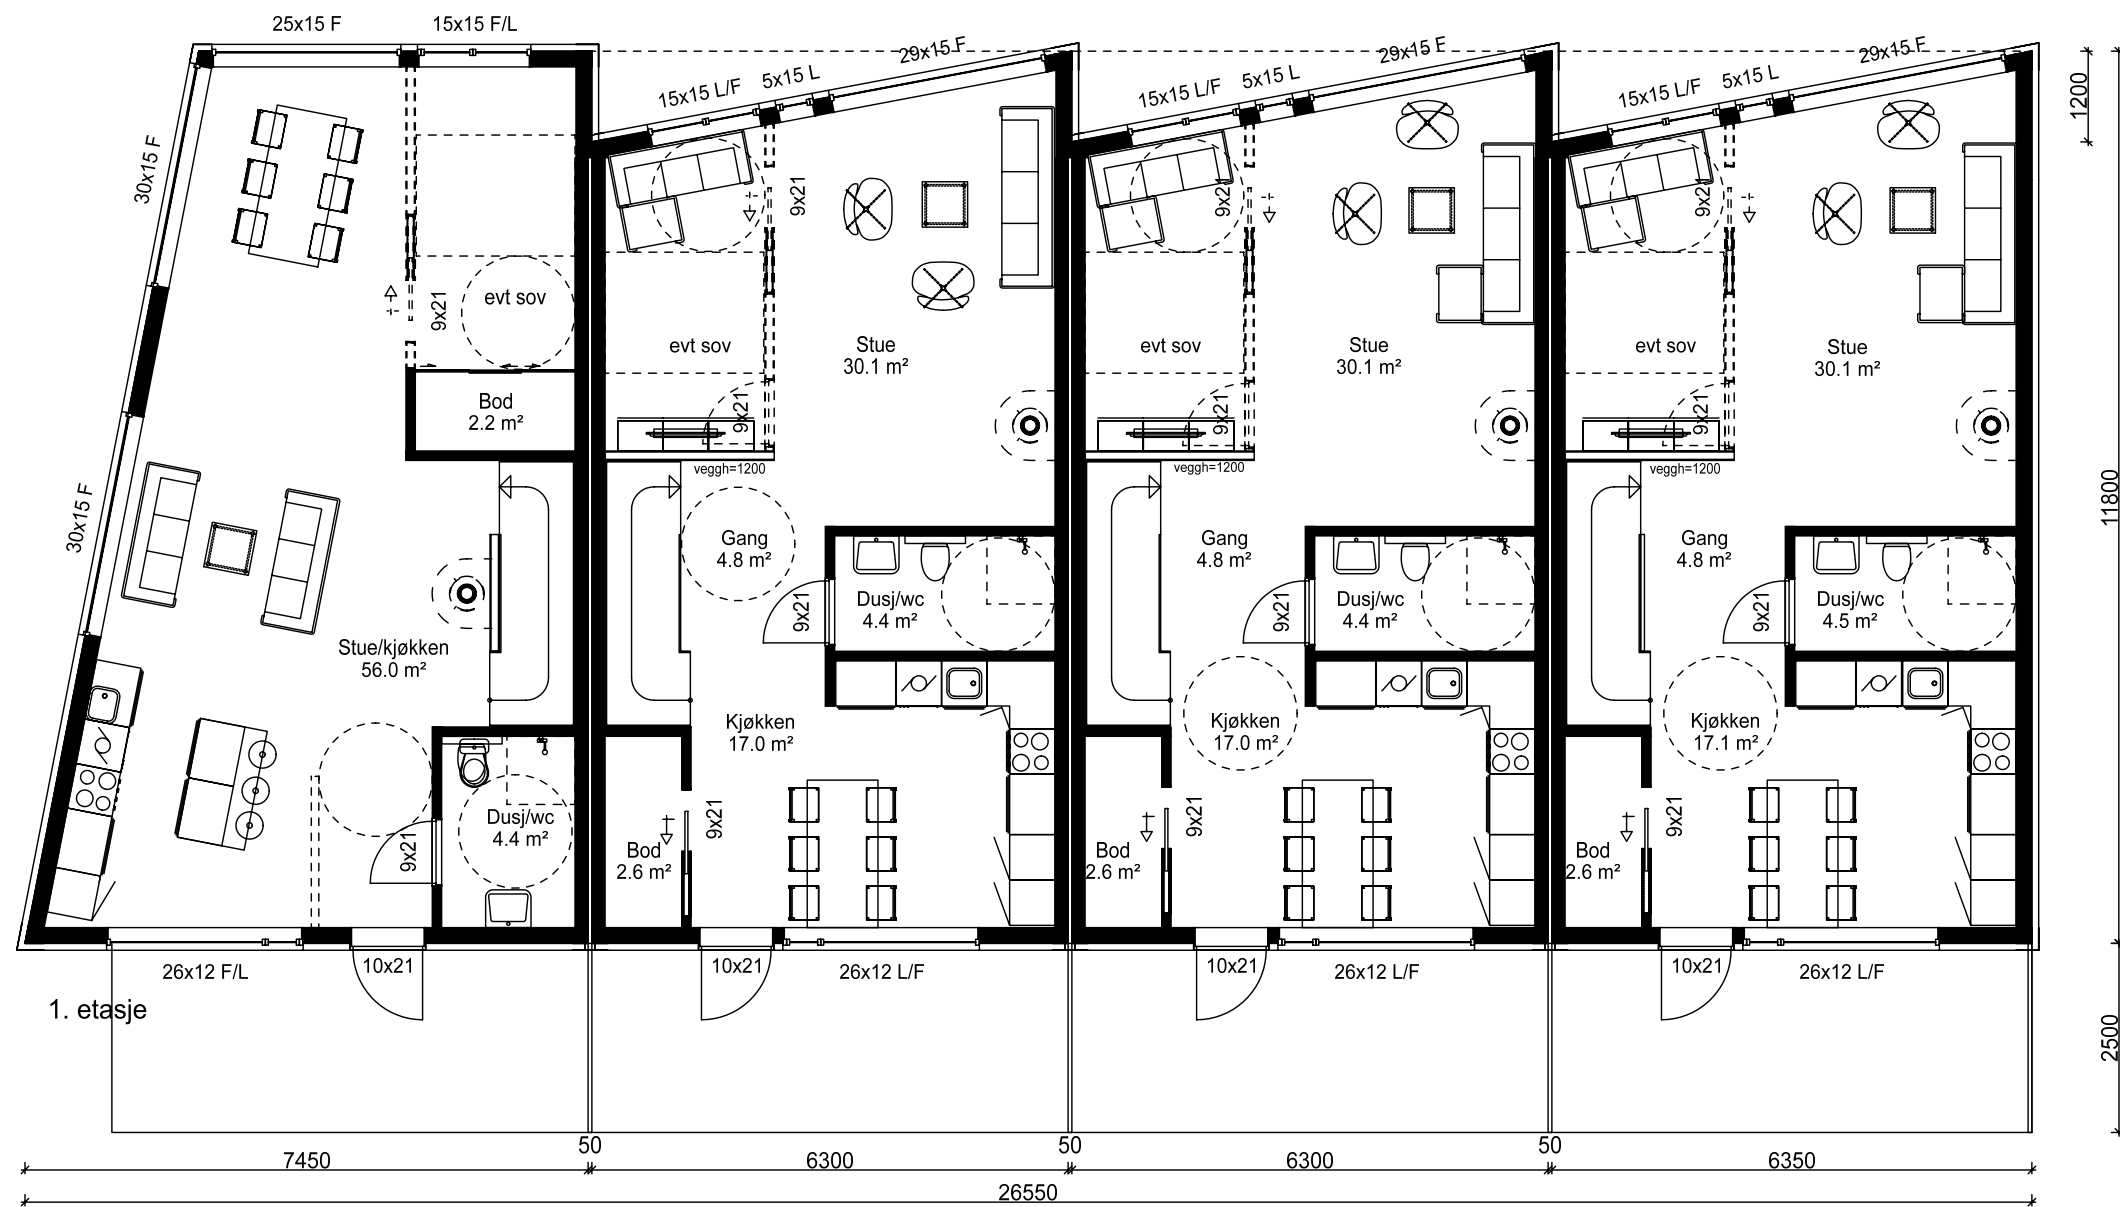 25x15 F
15x15 F/L
15x15 L/F
5x15 L
29x15 F
15x15 L/F
5x15 L
29x15 F
15x15 L/F
5x15 L
29x15 F
1200
30x15 F
9x21
9x21
9x21
9x21
evt sov
evt sov
Stue
30.1 m²
evt sov
Stue
30.1 m²
evt sov
Stue
30.1 m²
Bod
2.2 m²
9x21
9x21
9x21
veggh=1200
veggh=1200
veggh=1200
30x15 F
11800
Gang
4.8 m²
Gang
4.8 m²
Gang
4.8 m²
9x21
Dusj/wc
4.4 m²
9x21
Dusj/wc
4.4 m²
9x21
Dusj/wc
4.5 m²
Stue/kjøkken
56.0 m²
Kjøkken
17.0 m²
Kjøkken
17.0 m²
Kjøkken
17.1 m²
9x21
Dusj/wc
4.4 m²
Bod
2.6 m²
9x21
Bod
2.6 m²
9x21
Bod
2.6 m²
9x21
26x12 F/L
10x21
10x21
26x12 L/F
10x21
26x12 L/F
10x21
26x12 L/F
1. etasje
2500
50
50
50
7450
6300
6300
6350
26550